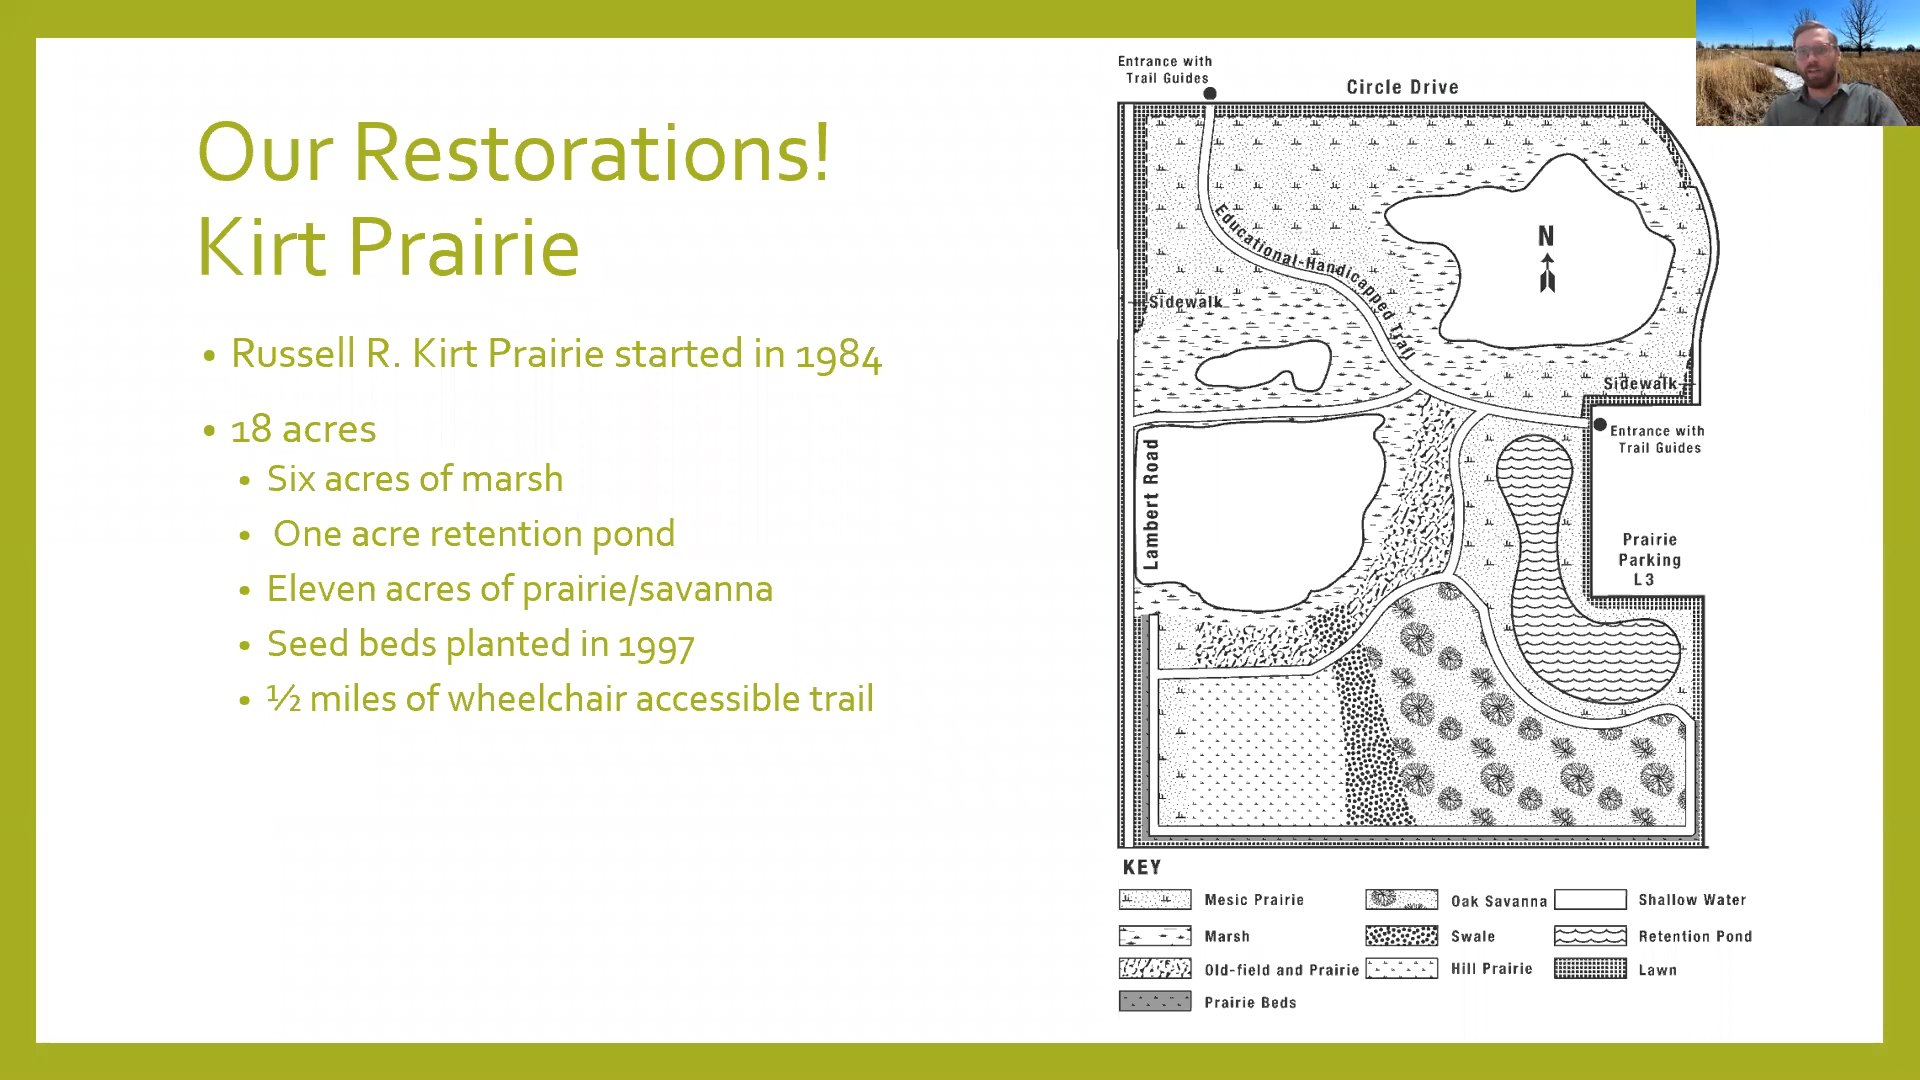 Our Restorations!
Kirt Prairie
• Russell R. Kirt Prairie started in 1984
• 18 acres
• Six acres of marsh
• One acre retention pond
• Eleven acres of prairie/savanna
• Seed beds planted in 1997
• ½ miles of wheelchair accessible trail
Entrance with
Trail Guides
Circle Drive
N
Educational-Handicapped Trail
Sidewalk
Sidewalk
Entrance with
Trail Guides
Lambert Road
Prairie
Parking
L3
KEY
Mesic Prairie
Oak Savanna
Shallow Water
Marsh
Swale
Retention Pond
Old-field and Prairie
Hill Prairie
Lawn
Prairie Beds